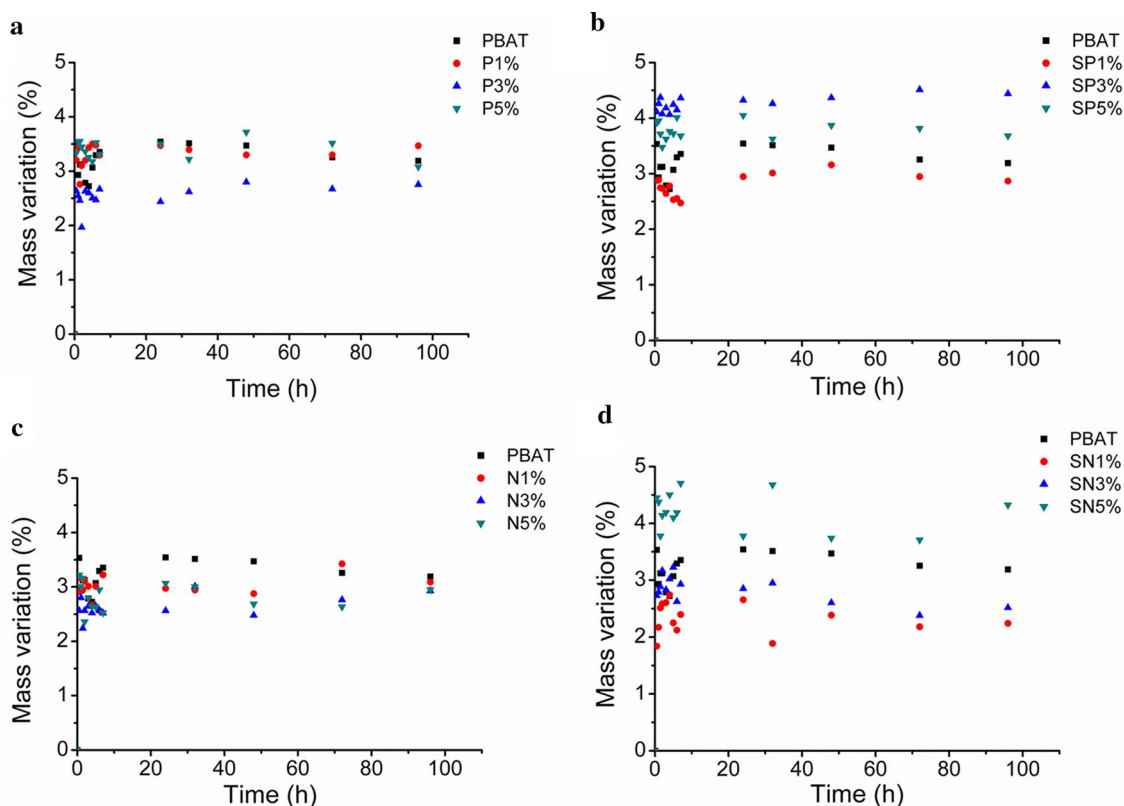 a
PBAT
P1%
P3%
P5%
5
4
3
2
1
0
Mass variation (%)
0 20 40 60 80 100
Time (h)
b
PBAT
SP1%
SP3%
SP5%
5
4
3
2
1
0
Mass variation (%)
0 20 40 60 80 100
Time (h)
c
PBAT
N1%
N3%
N5%
5
4
3
2
1
0
Mass variation (%)
0 20 40 60 80 100
Time (h)
d
PBAT
SN1%
SN3%
SN5%
5
4
3
2
1
0
Mass variation (%)
0 20 40 60 80 100
Time (h)